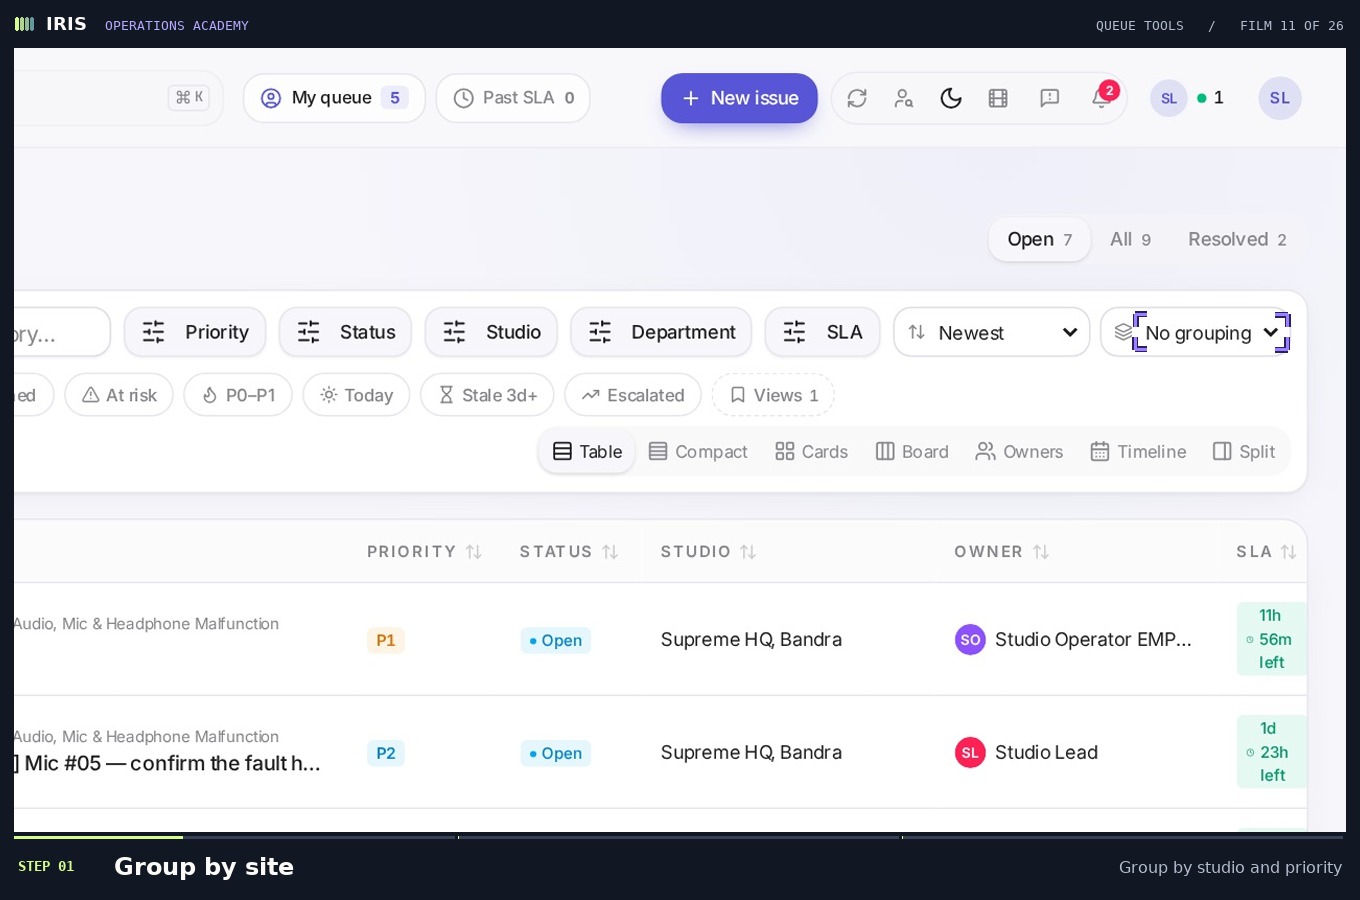 IRIS OPERATIONS ACADEMY QUEUE TOOLS / FILM 11 OF 26
⌘ K My queue 5 Past SLA 0 + New issue 2 SL 1 SL
Open 7 All 9 Resolved 2
ory... Priority Status Studio Department SLA Newest No grouping
ned At risk P0–P1 Today Stale 3d+ Escalated Views 1
Table Compact Cards Board Owners Timeline Split
PRIORITY STATUS STUDIO OWNER SLA
Audio, Mic & Headphone Malfunction
P1 Open Supreme HQ, Bandra SO Studio Operator EMP... 11h 56m left
Audio, Mic & Headphone Malfunction
] Mic #05 — confirm the fault h... P2 Open Supreme HQ, Bandra SL Studio Lead 1d 23h left
STEP 01 Group by site Group by studio and priority